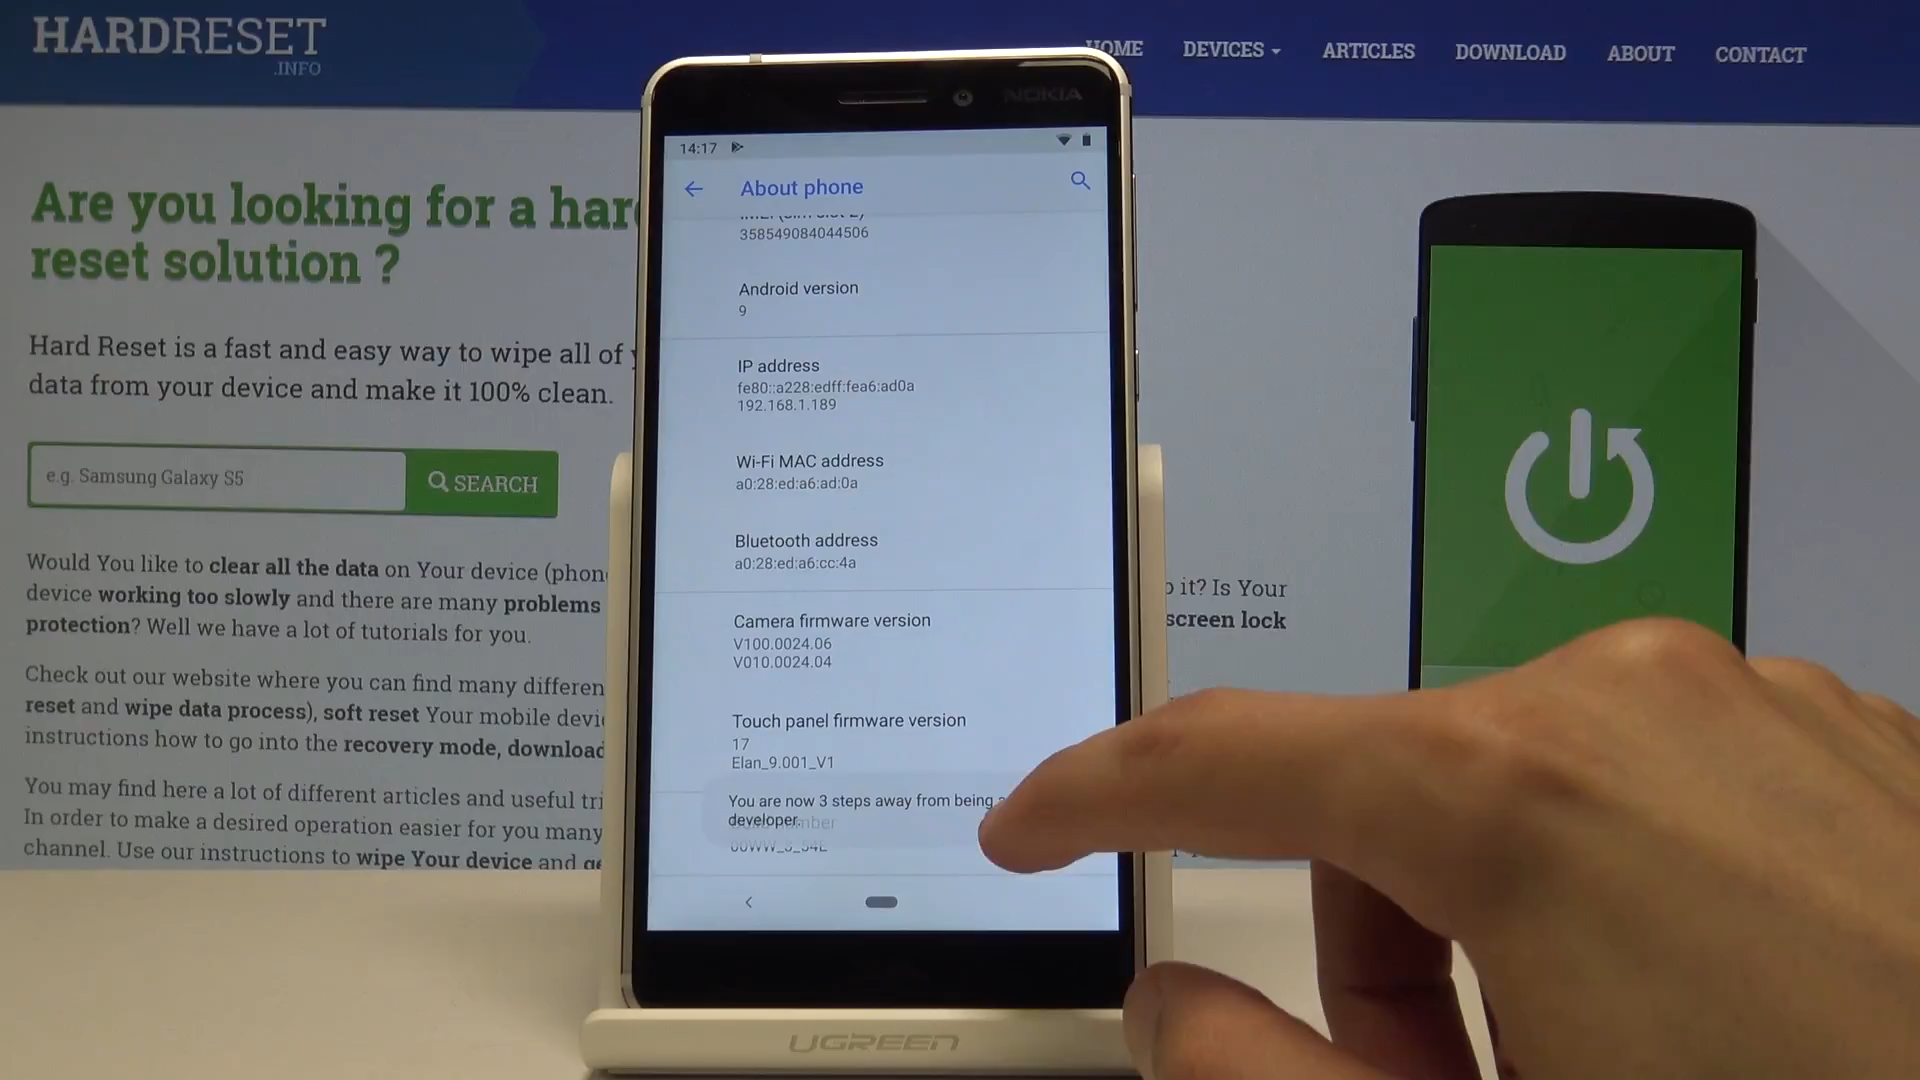 HARDRESET
.INFO
HOME
DEVICES
ARTICLES
DOWNLOAD
ABOUT
CONTACT
Are you looking for a har
reset solution ?
Hard Reset is a fast and easy way to wipe all of
data from your device and make it 100% clean.
e.g. Samsung Galaxy S5
SEARCH
Would You like to clear all the data on Your device (phon
device working too slowly and there are many problems
protection? Well we have a lot of tutorials for you.
Check out our website where you can find many differen
reset and wipe data process), soft reset Your mobile devi
instructions how to go into the recovery mode, download
You may find here a lot of different articles and useful tri
In order to make a desired operation easier for you many
channel. Use our instructions to wipe Your device and ge
it? Is Your
screen lock
NOKIA
14:17
About phone
358549084044506
Android version
9
IP address
fe80::a228:edff:fea6:ad0a
192.168.1.189
Wi-Fi MAC address
a0:28:ed:a6:ad:0a
Bluetooth address
a0:28:ed:a6:cc:4a
Camera firmware version
V100.0024.06
V010.0024.04
Touch panel firmware version
17
Elan_9.001_V1
You are now 3 steps away from being
developer.
UGREEN